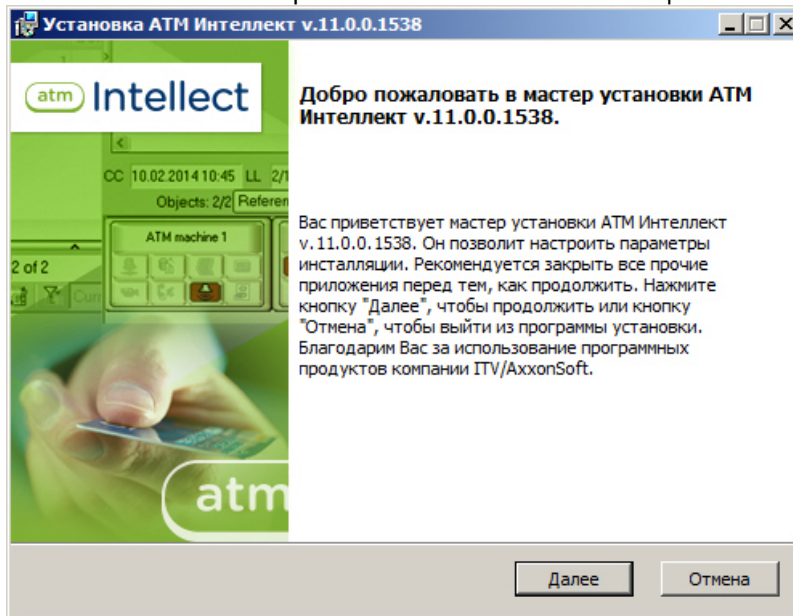 Установка АТМ Интеллект v.11.0.0.1538
atm Intellect
Добро пожаловать в мастер установки АТМ
Интеллект v.11.0.0.1538.
CC 10.02.2014 10:45 LL
Objects: 2/2
ATM machine 1
2 of 2
Вас приветствует мастер установки АТМ Интеллект
v.11.0.0.1538. Он позволит настроить параметры
инсталляции. Рекомендуется закрыть все прочие
приложения перед тем, как продолжить. Нажмите
кнопку "Далее", чтобы продолжить или кнопку
"Отмена", чтобы выйти из программы установки.
Благодарим Вас за использование программных
продуктов компании ITV/AxxonSoft.
atm
Далее
Отмена